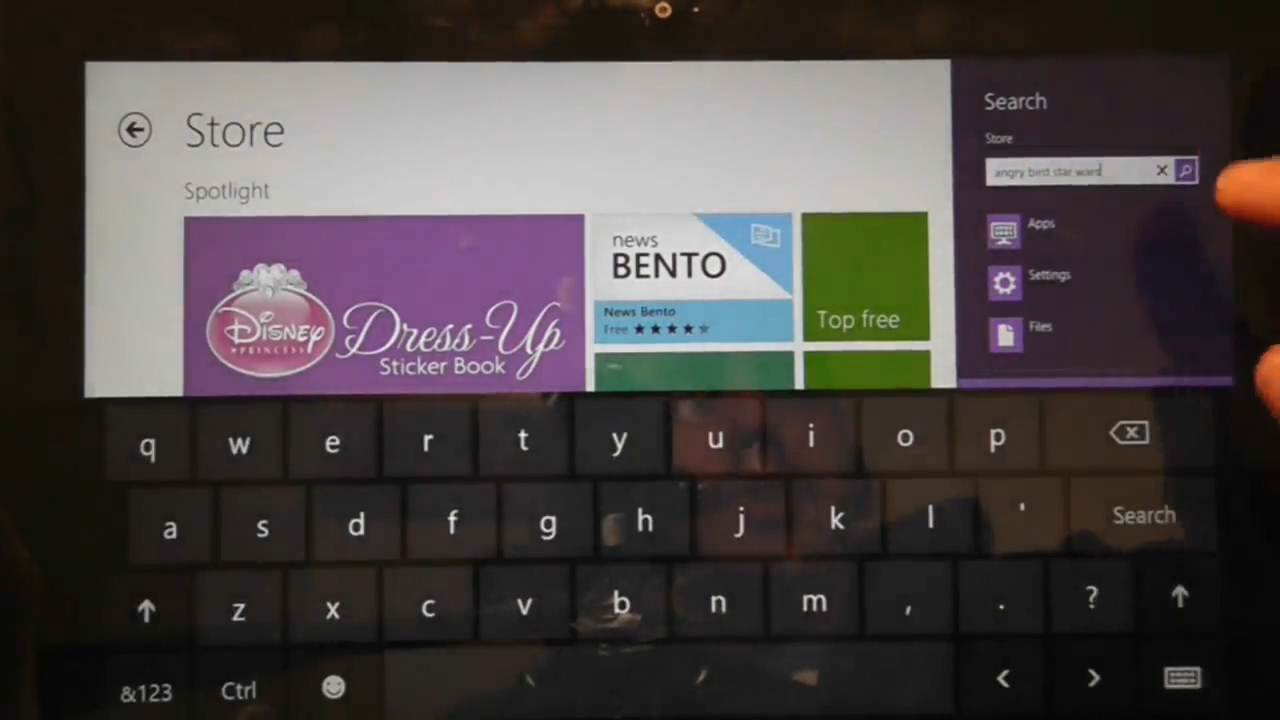 Store
Spotlight
Disney
PRINCESS
Dress-Up
Sticker Book
news
BENTO
News Bento
Free
Top free
Search
Store
angry bird star ward
Apps
Settings
Files
q w e r t y u i o p
a s d f g h j k l ' Search
z x c v b n m , . ?
&123 Ctrl < >